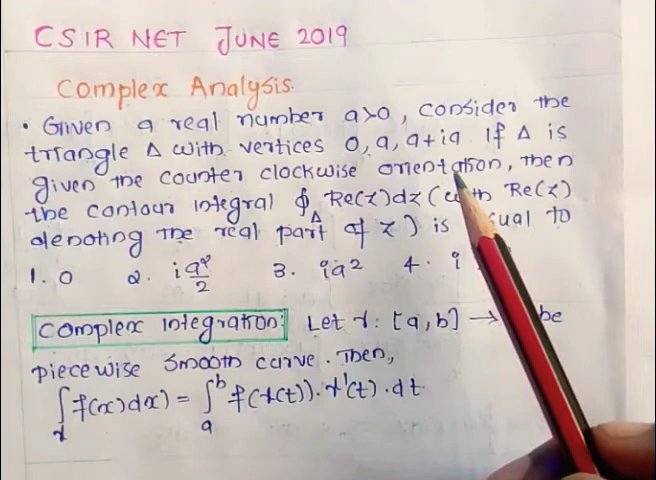 CSIR NET JUNE 2019
Complex Analysis.
• Given a real number a>0, consider the
triangle Δ with vertices 0, a, a+ia. If Δ is
given the counter clockwise orientation, then
the contour integral ∮_Δ Re(z)dz (with Re(z)
denoting the real part of z) is equal to
1. 0 2. ia²/2 3. ia² 4. i
Complex Integration: Let γ: [a,b] → be
piecewise smooth curve. Then,
∫_γ f(x)dx) = ∫_a^b f(γ(t)).γ'(t).dt